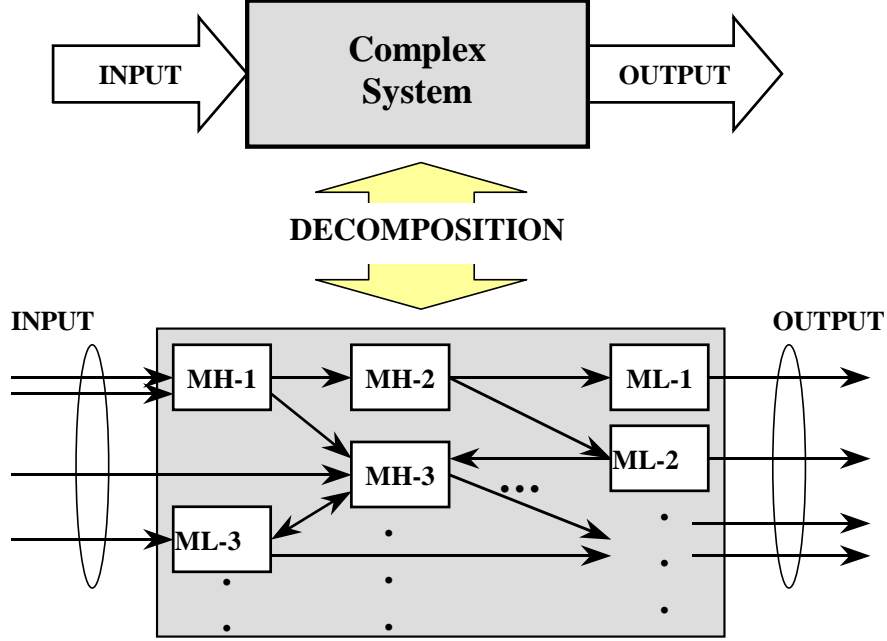 Complex
System
INPUT
OUTPUT
DECOMPOSITION
INPUT
OUTPUT
MH-1
MH-2
ML-1
MH-3
ML-2
...
ML-3